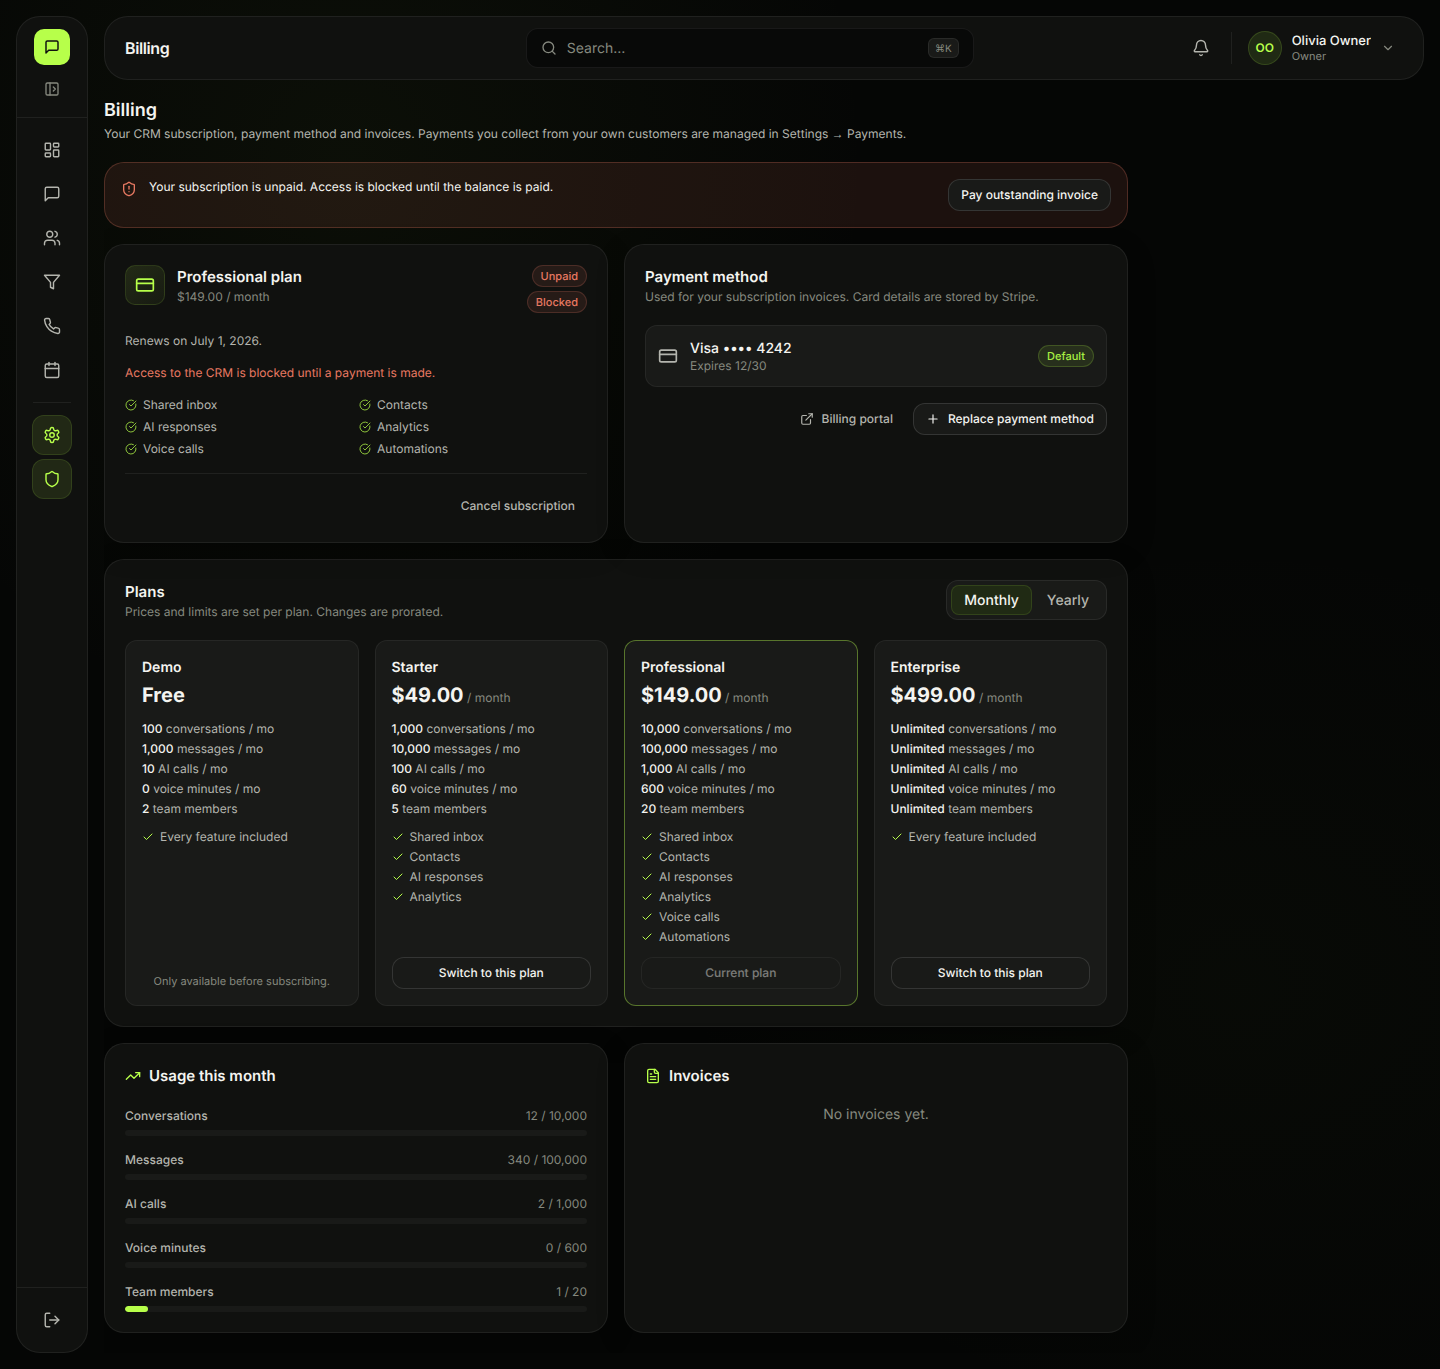 Billing
Search...
⌘K
OO
Olivia Owner
Owner
Billing
Your CRM subscription, payment method and invoices. Payments you collect from your own customers are managed in Settings → Payments.
Your subscription is unpaid. Access is blocked until the balance is paid.
Pay outstanding invoice
Professional plan
$149.00 / month
Unpaid
Blocked
Renews on July 1, 2026.
Access to the CRM is blocked until a payment is made.
Shared inbox
Contacts
AI responses
Analytics
Voice calls
Automations
Cancel subscription
Payment method
Used for your subscription invoices. Card details are stored by Stripe.
Visa •••• 4242
Expires 12/30
Default
Billing portal
Replace payment method
Plans
Prices and limits are set per plan. Changes are prorated.
Monthly
Yearly
Demo
Free
100 conversations / mo
1,000 messages / mo
10 AI calls / mo
0 voice minutes / mo
2 team members
Every feature included
Only available before subscribing.
Starter
$49.00 / month
1,000 conversations / mo
10,000 messages / mo
100 AI calls / mo
60 voice minutes / mo
5 team members
Shared inbox
Contacts
AI responses
Analytics
Switch to this plan
Professional
$149.00 / month
10,000 conversations / mo
100,000 messages / mo
1,000 AI calls / mo
600 voice minutes / mo
20 team members
Shared inbox
Contacts
AI responses
Analytics
Voice calls
Automations
Current plan
Enterprise
$499.00 / month
Unlimited conversations / mo
Unlimited messages / mo
Unlimited AI calls / mo
Unlimited voice minutes / mo
Unlimited team members
Every feature included
Switch to this plan
Usage this month
Conversations
12 / 10,000
Messages
340 / 100,000
AI calls
2 / 1,000
Voice minutes
0 / 600
Team members
1 / 20
Invoices
No invoices yet.